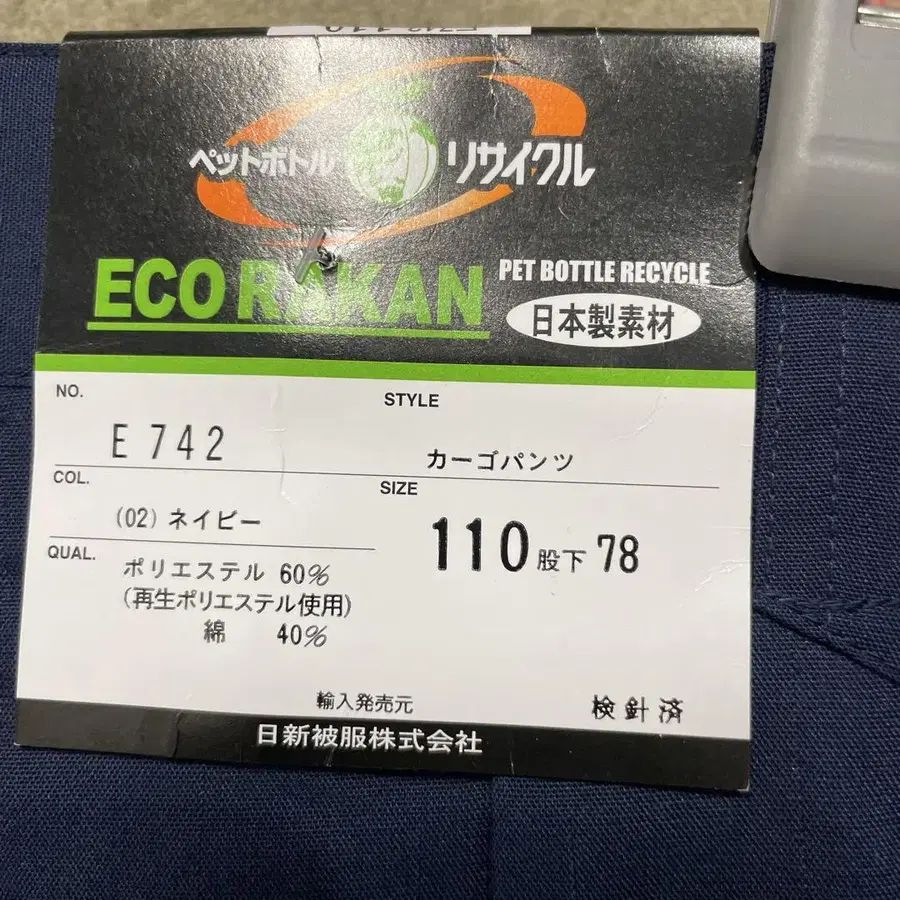 ペットボトル リサイクル
ECO RAKAN
PET BOTTLE RECYCLE
日本製素材
NO.
E 742
STYLE
カーゴパンツ
COL.
(02) ネイビー
SIZE
110 股下 78
QUAL.
ポリエステル 60%
(再生ポリエステル使用)
綿 40%
輸入発売元
検針済
日新被服株式会社